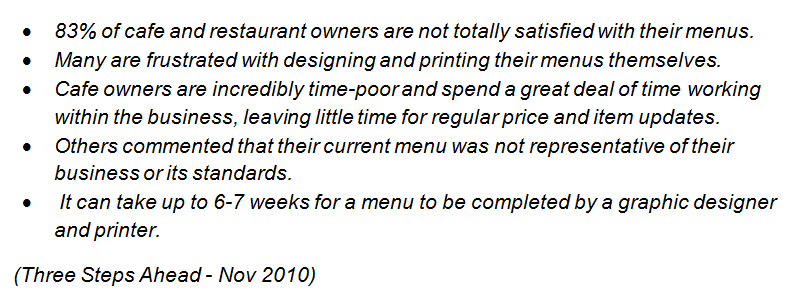 • 83% of cafe and restaurant owners are not totally satisfied with their menus.
• Many are frustrated with designing and printing their menus themselves.
• Cafe owners are incredibly time-poor and spend a great deal of time working
within the business, leaving little time for regular price and item updates.
• Others commented that their current menu was not representative of their
business or its standards.
• It can take up to 6-7 weeks for a menu to be completed by a graphic designer
and printer.
(Three Steps Ahead - Nov 2010)